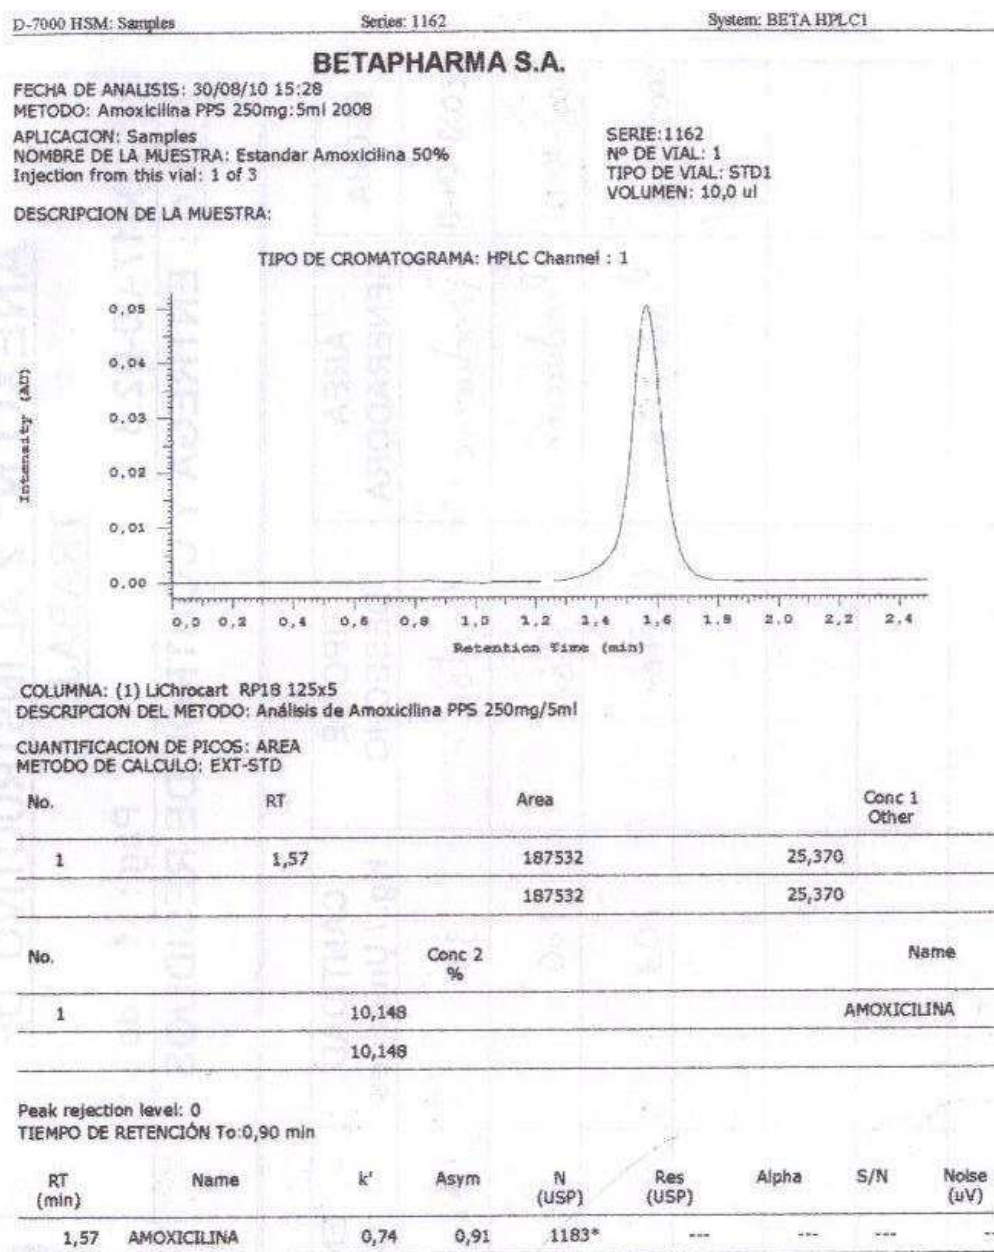 D-7000 HSM: Samples Series: 1162 System: BETA HPLC1
BETAPHARMA S.A.
FECHA DE ANALISIS: 30/08/10 15:28
METODO: Amoxicilina PPS 250mg:5ml 2008
APLICACION: Samples
NOMBRE DE LA MUESTRA: Estandar Amoxicilina 50%
Injection from this vial: 1 of 3
SERIE:1162
Nº DE VIAL: 1
TIPO DE VIAL: STD1
VOLUMEN: 10,0 ul
DESCRIPCION DE LA MUESTRA:
TIPO DE CROMATOGRAMA: HPLC Channel : 1
Intensity (AU)
0,05
0,04
0,03
0,02
0,01
0,00
0,0 0,2 0,4 0,6 0,8 1,0 1,2 1,4 1,6 1,8 2,0 2,2 2,4
Retention Time (min)
COLUMNA: (1) LiChrocart RP18 125x5
DESCRIPCION DEL METODO: Análisis de Amoxicilina PPS 250mg/5ml
CUANTIFICACION DE PICOS: AREA
METODO DE CALCULO: EXT-STD
No. RT Area Conc 1
Other
1 1,57 187532 25,370
187532 25,370
No. Conc 2 Name
%
1 10,148 AMOXICILINA
10,148
Peak rejection level: 0
TIEMPO DE RETENCIÓN To:0,90 min
RT Name k' Asym N Res Alpha S/N Noise
(min) (USP) (USP) (uV)
1,57 AMOXICILINA 0,74 0,91 1183* --- --- --- --